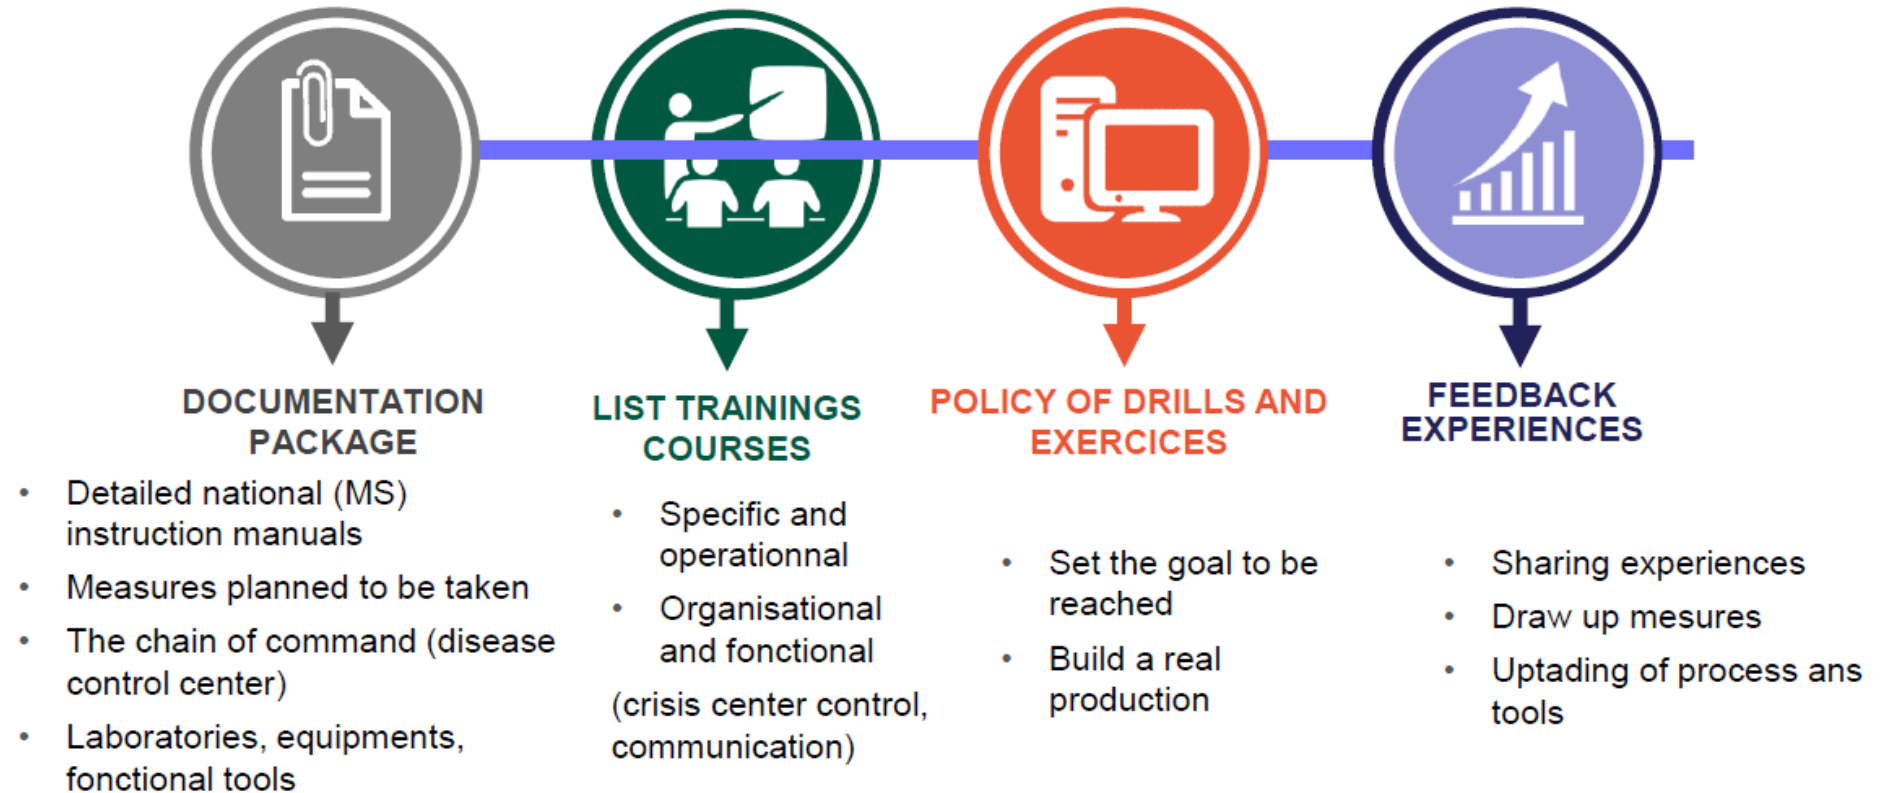 DOCUMENTATION
PACKAGE
• Detailed national (MS)
instruction manuals
• Measures planned to be taken
• The chain of command (disease
control center)
• Laboratories, equipments,
fonctional tools
LIST TRAININGS
COURSES
• Specific and
operationnal
• Organisational
and fonctional
(crisis center control,
communication)
POLICY OF DRILLS AND
EXERCICES
• Set the goal to be
reached
• Build a real
production
FEEDBACK
EXPERIENCES
• Sharing experiences
• Draw up mesures
• Uptading of process ans
tools